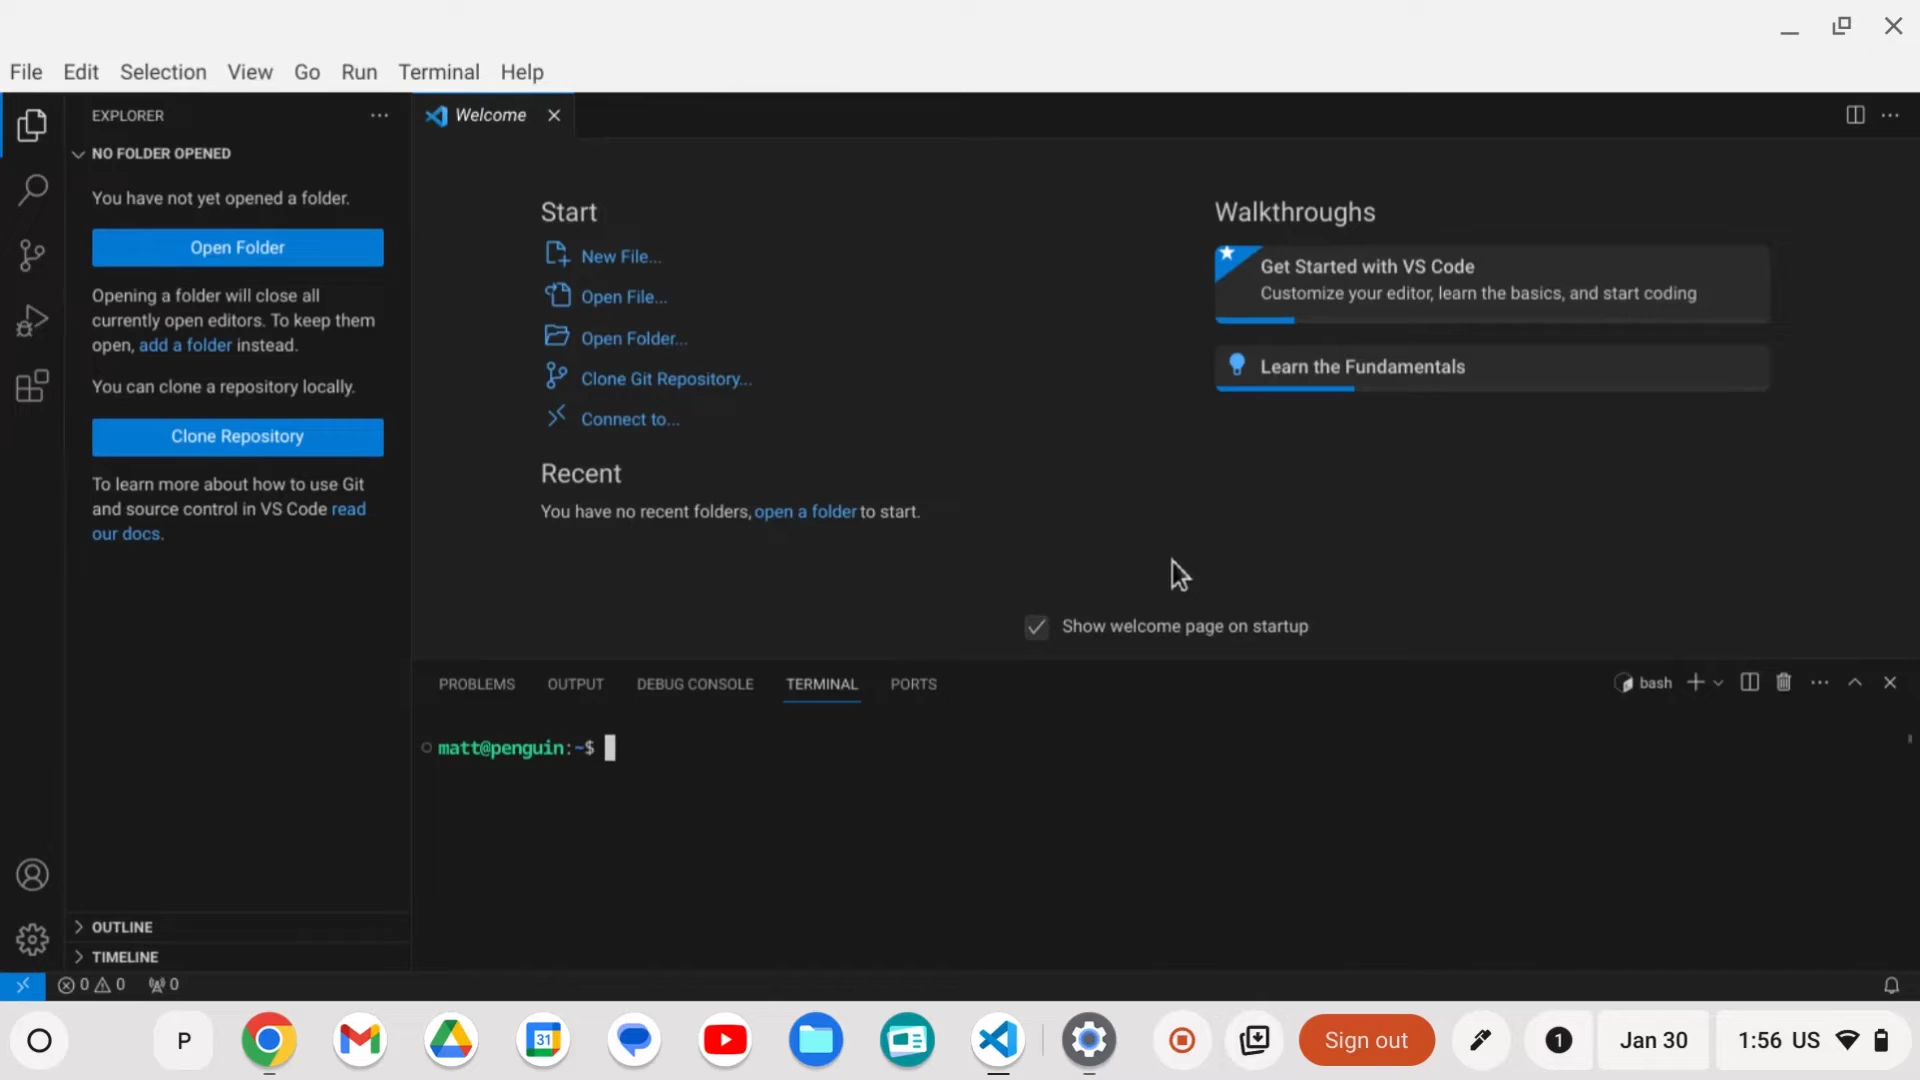 File Edit Selection View Go Run Terminal Help
EXPLORER
NO FOLDER OPENED
You have not yet opened a folder.
Open Folder
Opening a folder will close all
currently open editors. To keep them
open, add a folder instead.
You can clone a repository locally.
Clone Repository
To learn more about how to use Git
and source control in VS Code read
our docs.
OUTLINE
TIMELINE
Welcome
Start
New File...
Open File...
Open Folder...
Clone Git Repository...
Connect to...
Recent
You have no recent folders, open a folder to start.
Walkthroughs
Get Started with VS Code
Customize your editor, learn the basics, and start coding
Learn the Fundamentals
Show welcome page on startup
PROBLEMS OUTPUT DEBUG CONSOLE TERMINAL PORTS
bash
matt@penguin:~$
0 0 0
P
31
Sign out
1
Jan 30
1:56 US